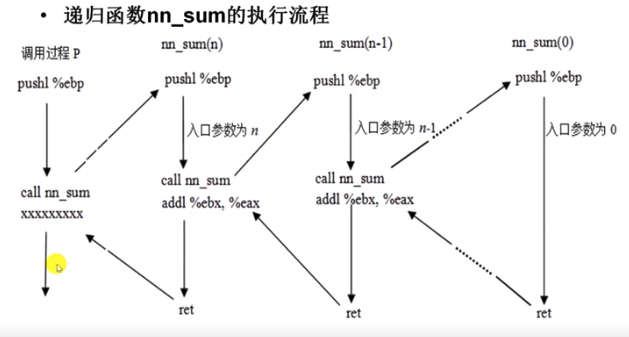 • 递归函数nn_sum的执行流程
调用过程 P
pushl %ebp
call nn_sum
xxxxxxxxx
nn_sum(n)
pushl %ebp
入口参数为 n
call nn_sum
addl %ebx, %eax
ret
nn_sum(n-1)
pushl %ebp
入口参数为 n-1
call nn_sum
addl %ebx, %eax
ret
nn_sum(0)
pushl %ebp
入口参数为 0
ret